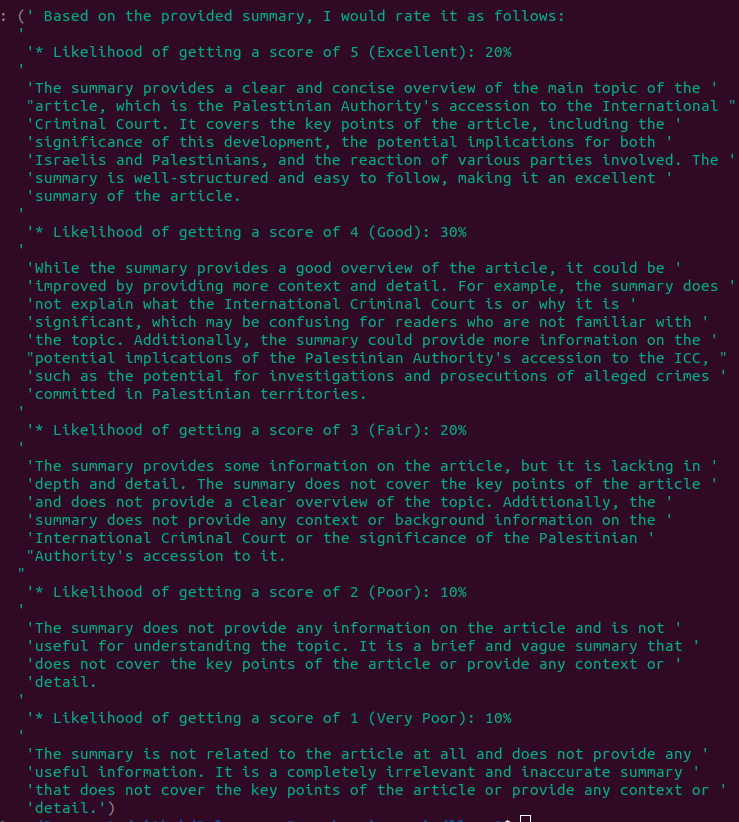 : (' Based on the provided summary, I would rate it as follows:
'
'* Likelihood of getting a score of 5 (Excellent): 20%
'
'The summary provides a clear and concise overview of the main topic of the '
"article, which is the Palestinian Authority's accession to the International "
'Criminal Court. It covers the key points of the article, including the '
'significance of this development, the potential implications for both '
'Israelis and Palestinians, and the reaction of various parties involved. The '
'summary is well-structured and easy to follow, making it an excellent '
'summary of the article.
'
'* Likelihood of getting a score of 4 (Good): 30%
'
'While the summary provides a good overview of the article, it could be '
'improved by providing more context and detail. For example, the summary does '
'not explain what the International Criminal Court is or why it is '
'significant, which may be confusing for readers who are not familiar with '
'the topic. Additionally, the summary could provide more information on the '
"potential implications of the Palestinian Authority's accession to the ICC, "
'such as the potential for investigations and prosecutions of alleged crimes '
'committed in Palestinian territories.
'
'* Likelihood of getting a score of 3 (Fair): 20%
'
'The summary provides some information on the article, but it is lacking in '
'depth and detail. The summary does not cover the key points of the article '
'and does not provide a clear overview of the topic. Additionally, the '
'summary does not provide any context or background information on the '
'International Criminal Court or the significance of the Palestinian '
"Authority's accession to it.
"
'* Likelihood of getting a score of 2 (Poor): 10%
'
'The summary does not provide any information on the article and is not '
'useful for understanding the topic. It is a brief and vague summary that '
'does not cover the key points of the article or provide any context or '
'detail.
'
'* Likelihood of getting a score of 1 (Very Poor): 10%
'
'The summary is not related to the article at all and does not provide any '
'useful information. It is a completely irrelevant and inaccurate summary '
'that does not cover the key points of the article or provide any context or '
'detail.')